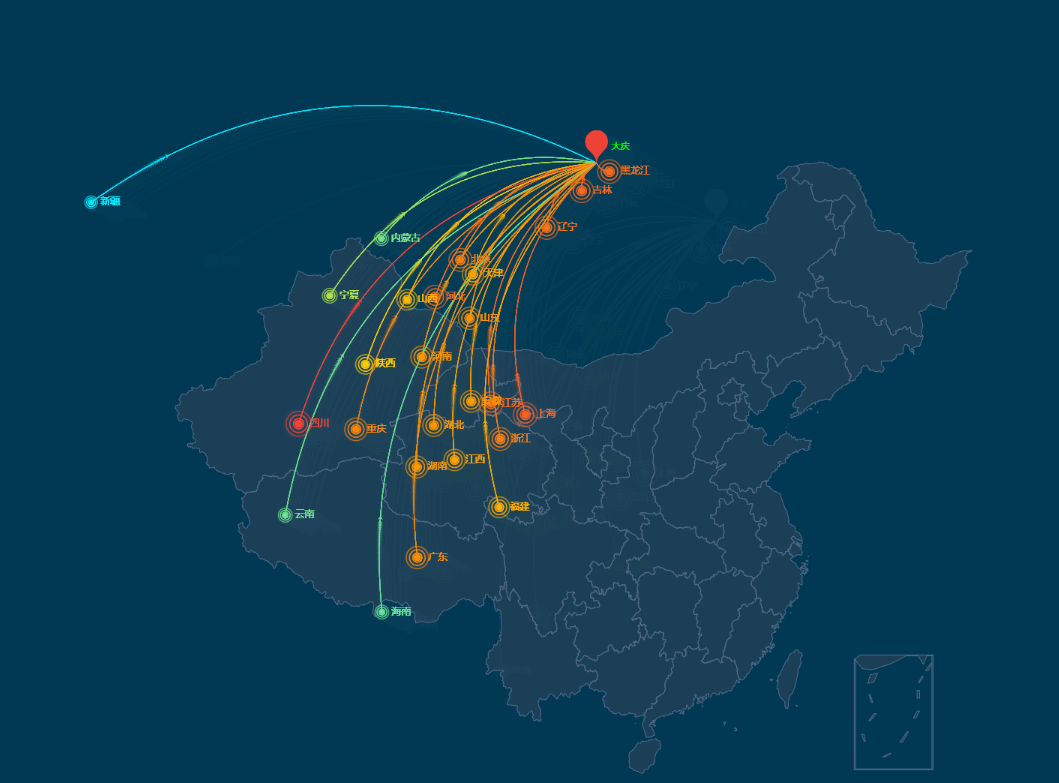 大庆
黑龙江
吉林
新疆
辽宁
内蒙古
北京
天津
宁夏
山西
河北
山东
河南
陕西
安徽
江苏
上海
四川
重庆
湖北
浙江
湖南
江西
福建
云南
广东
海南